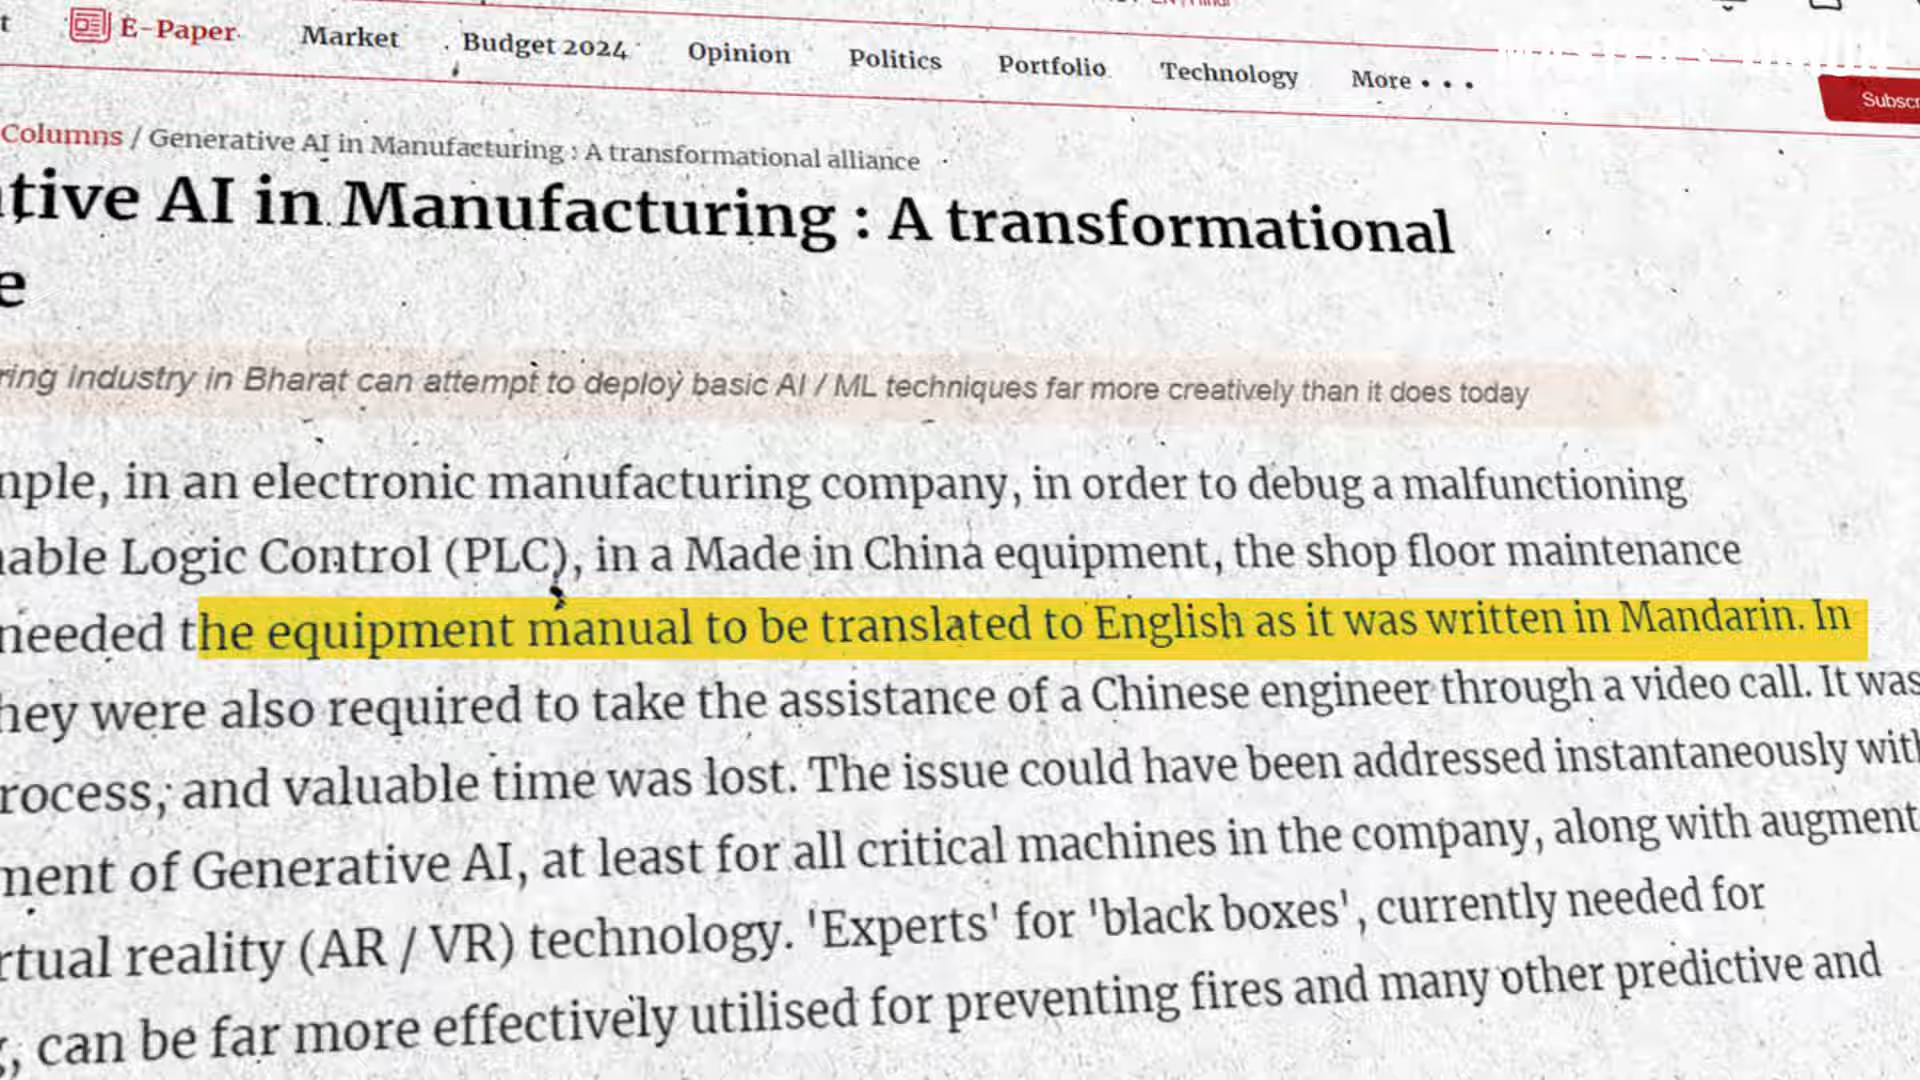 t E-Paper Market Budget 2024 Opinion Politics Portfolio Technology More • • •
Subscr
Columns / Generative AI in Manufacturing : A transformational alliance
tive AI in Manufacturing : A transformational
e
ring industry in Bharat can attempt to deploy basic AI / ML techniques far more creatively than it does today
mple, in an electronic manufacturing company, in order to debug a malfunctioning
nable Logic Control (PLC), in a Made in China equipment, the shop floor maintenance
needed the equipment manual to be translated to English as it was written in Mandarin. In
hey were also required to take the assistance of a Chinese engineer through a video call. It was
rocess, and valuable time was lost. The issue could have been addressed instantaneously with
ment of Generative AI, at least for all critical machines in the company, along with augment
rtual reality (AR / VR) technology. 'Experts' for 'black boxes', currently needed for
g, can be far more effectively utilised for preventing fires and many other predictive and